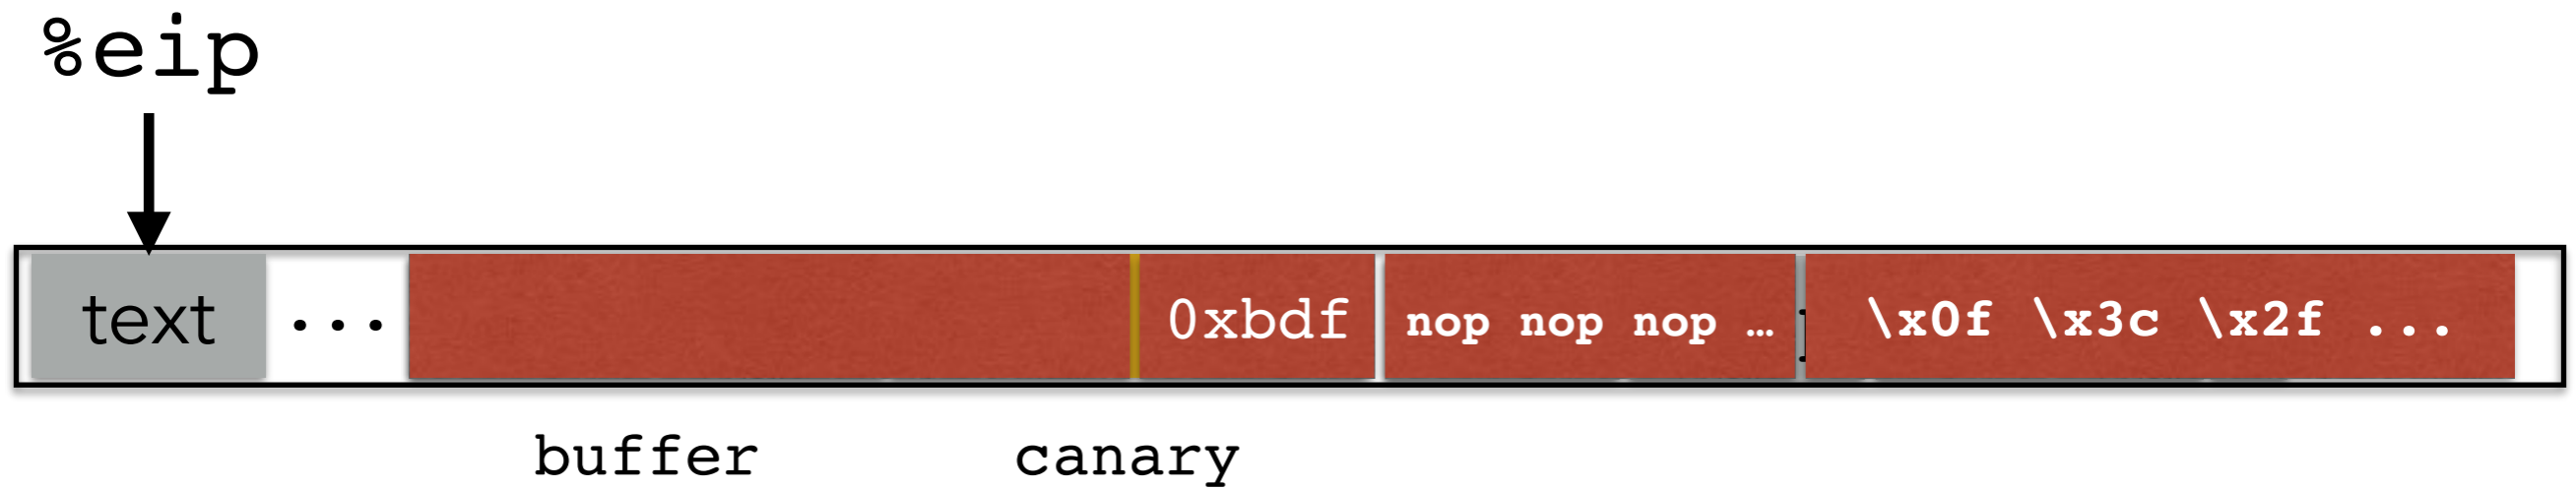 %eip
text ... 0xbdf nop nop nop … \x0f \x3c \x2f ...
buffer canary